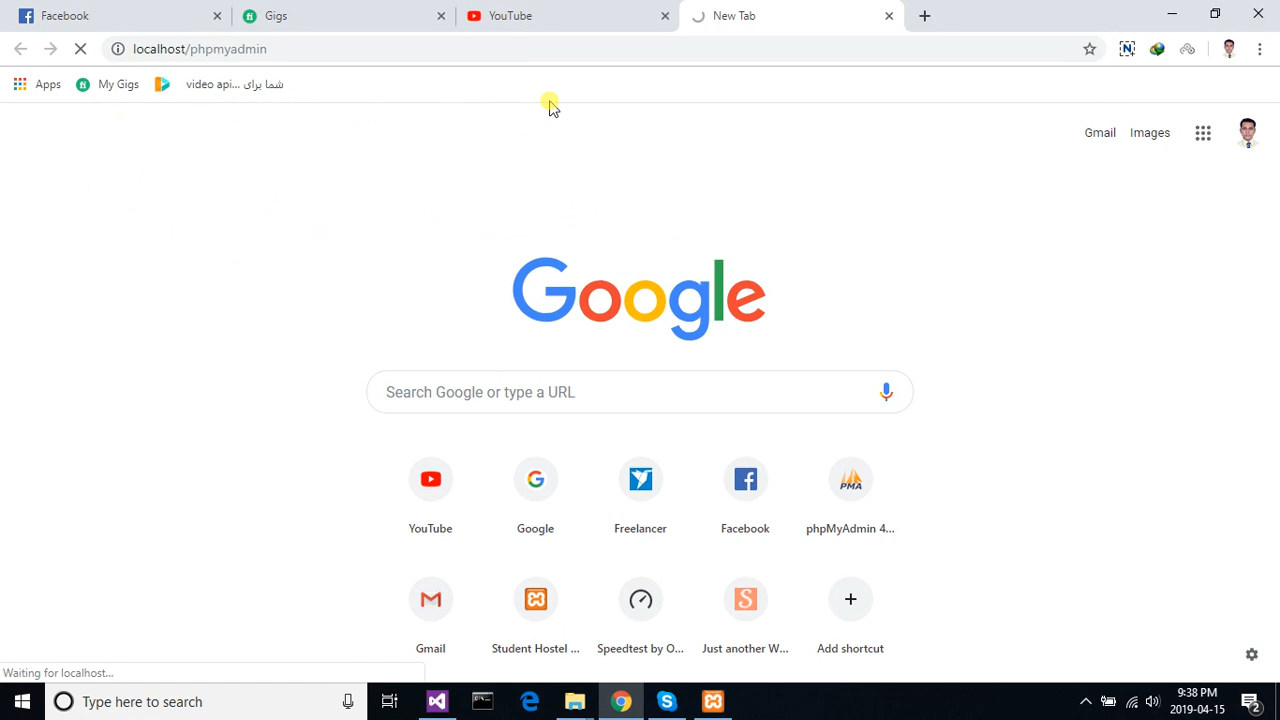 Facebook
Gigs
YouTube
New Tab
localhost/phpmyadmin
Apps
My Gigs
video api... شما برای
Gmail
Images
Google
Search Google or type a URL
YouTube
Google
Freelancer
Facebook
PMA
phpMyAdmin 4...
Gmail
Student Hostel ...
Speedtest by O...
Just another W...
Add shortcut
Waiting for localhost...
Type here to search
9:38 PM
2019-04-15
2